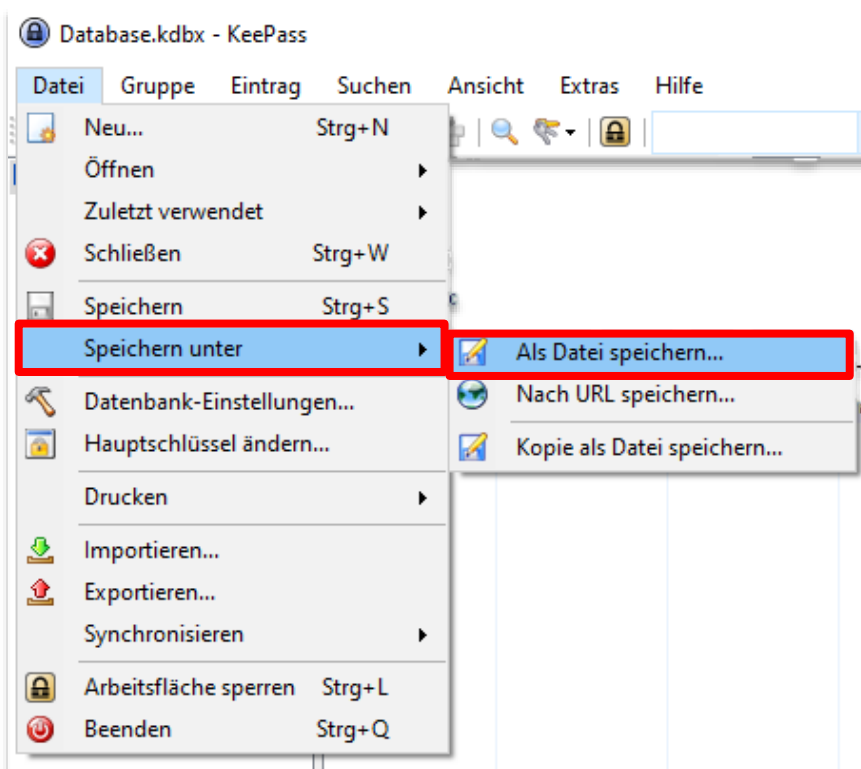 Database.kdbx - KeePass
Datei Gruppe Eintrag Suchen Ansicht Extras Hilfe
Neu... Strg+N
Öffnen
Zuletzt verwendet
Schließen Strg+W
Speichern Strg+S
Speichern unter
Als Datei speichern...
Nach URL speichern...
Kopie als Datei speichern...
Datenbank-Einstellungen...
Hauptschlüssel ändern...
Drucken
Importieren...
Exportieren...
Synchronisieren
Arbeitsfläche sperren Strg+L
Beenden Strg+Q